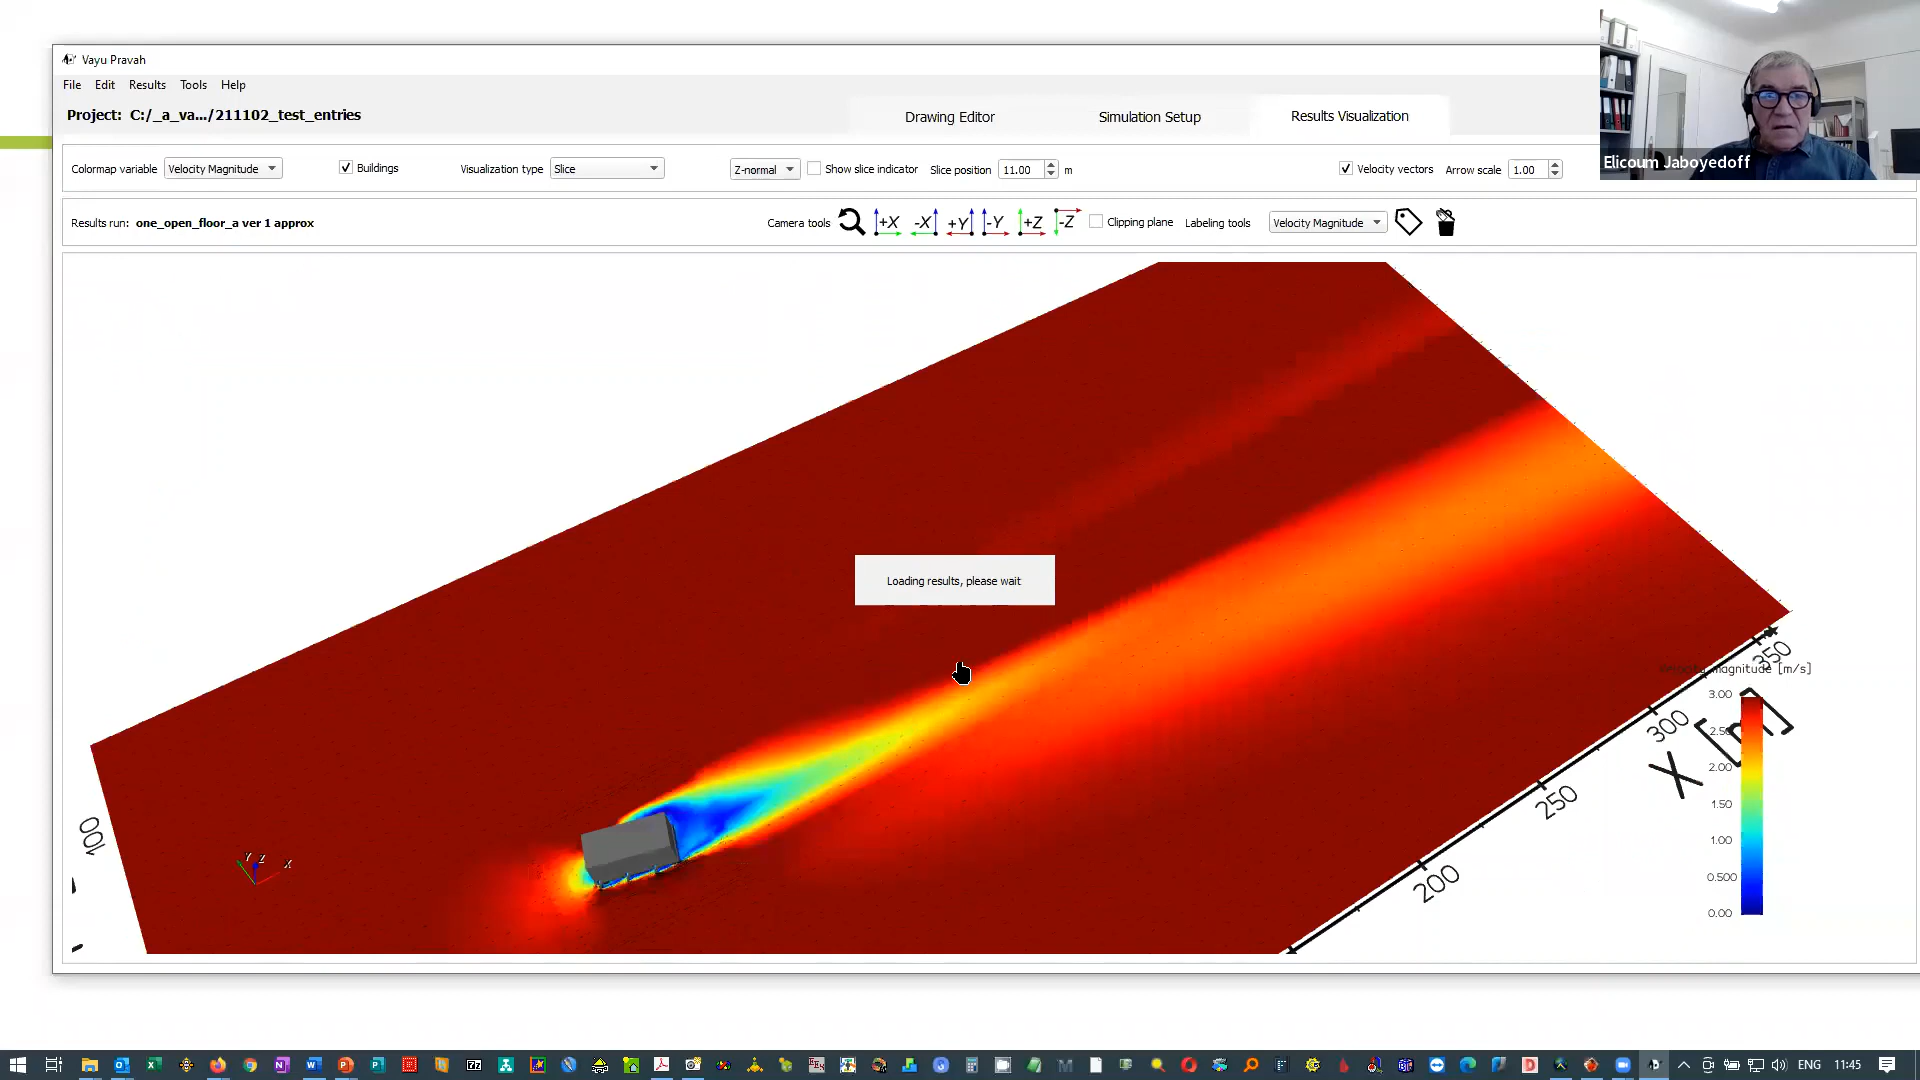 Vayu Pravah
File Edit Results Tools Help
Project: C:/_a_va.../211102_test_entries
Drawing Editor Simulation Setup Results Visualization
Colormap variable Velocity Magnitude Buildings Visualization type Slice Z-normal Show slice indicator Slice position 11.00 m Velocity vectors Arrow scale 1.00
Elicoum Jaboyedoff
Results run: one_open_floor_a ver 1 approx Camera tools +X -X +Y -Y +Z -Z Clipping plane Labeling tools Velocity Magnitude
Loading results, please wait
350
magnitude [m/s]
3.00
300
X [m]
2.50
2.00
250
1.50
100
1.00
Y Z X
200
0.500
0.00
ENG 11:45